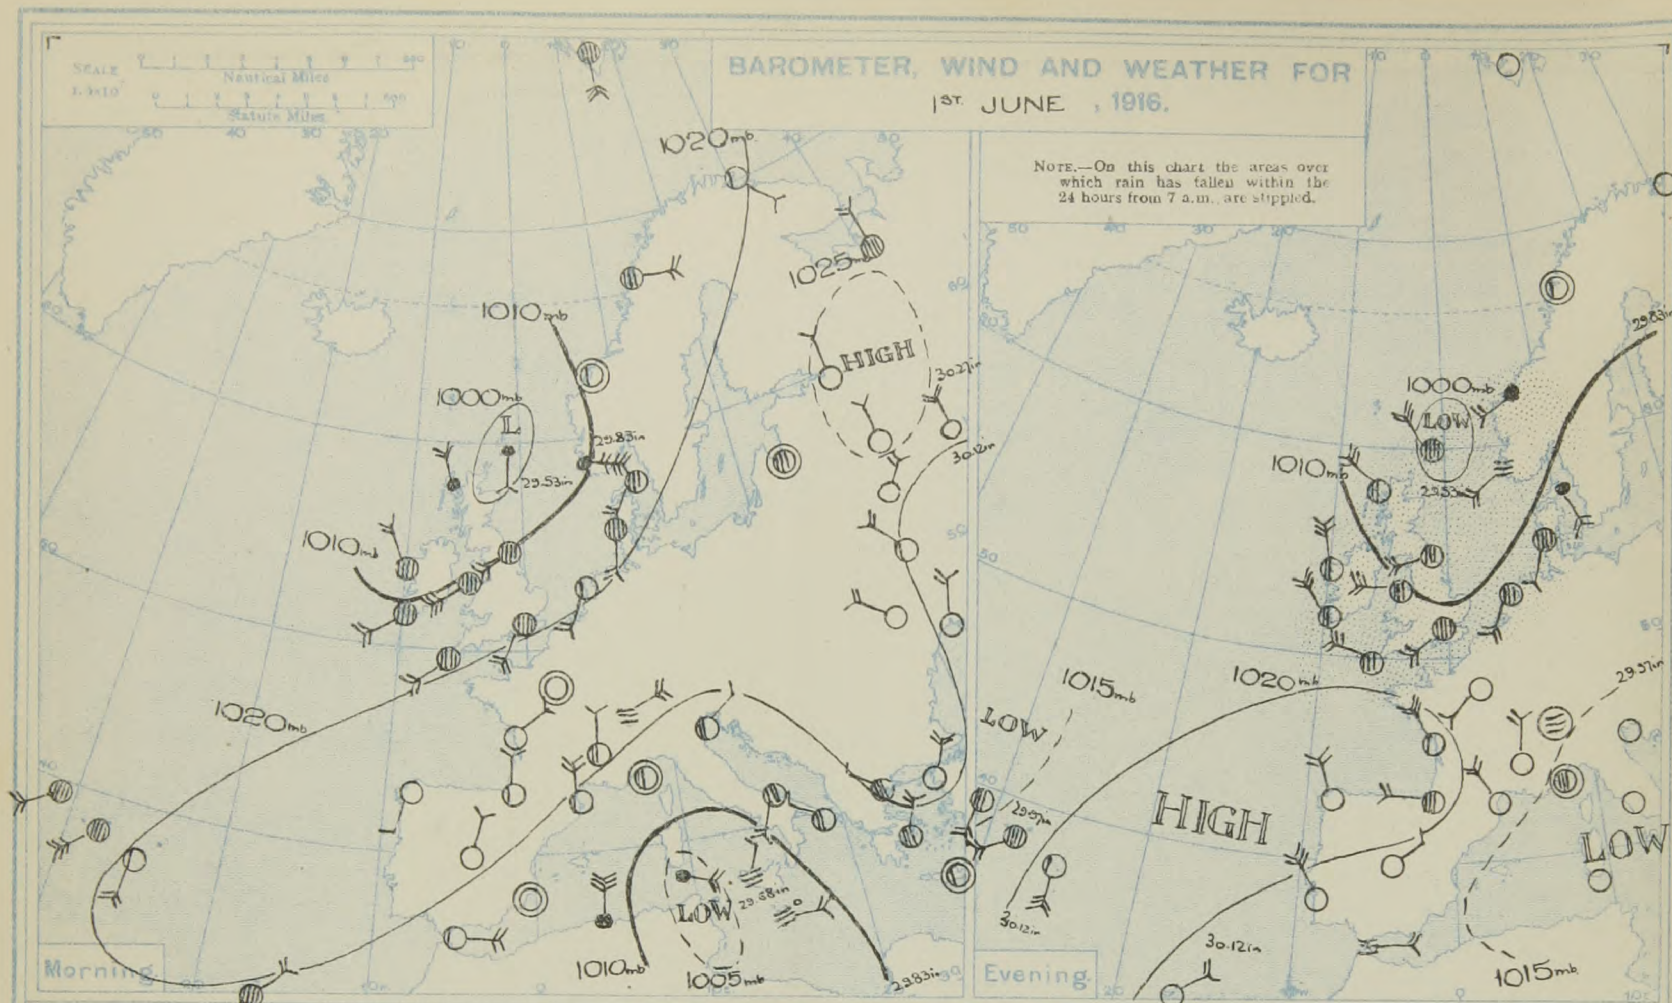 SCALE
Nautical Miles
Statute Miles
BAROMETER, WIND AND WEATHER FOR
1ST. JUNE, 1916.
NOTE.—On this chart the areas over
which rain has fallen within the
24 hours from 7 a.m., are stippled.
1020mb
1025mb
1010mb
HIGH
30.27in
1000mb
L
29.83in
29.53in
30.12in
1010mb
1020mb
LOW
29.68in
1010mb
1005mb
29.83in
Morning.
29.83in
1000mb
LOW
1010mb
29.53in
1015mb
1020mb
29.97in
LOW
29.97in
HIGH
LOW
30.12in
30.12in
1015mb
Evening.